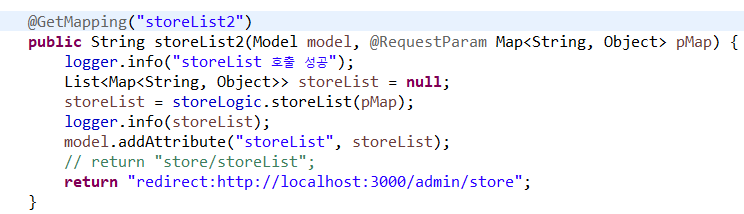 @GetMapping("storeList2")
public String storeList2(Model model, @RequestParam Map<String, Object> pMap) {
    logger.info("storeList 호출 성공");
    List<Map<String, Object>> storeList = null;
    storeList = storeLogic.storeList(pMap);
    logger.info(storeList);
    model.addAttribute("storeList", storeList);
    // return "store/storeList";
    return "redirect:http://localhost:3000/admin/store";
}